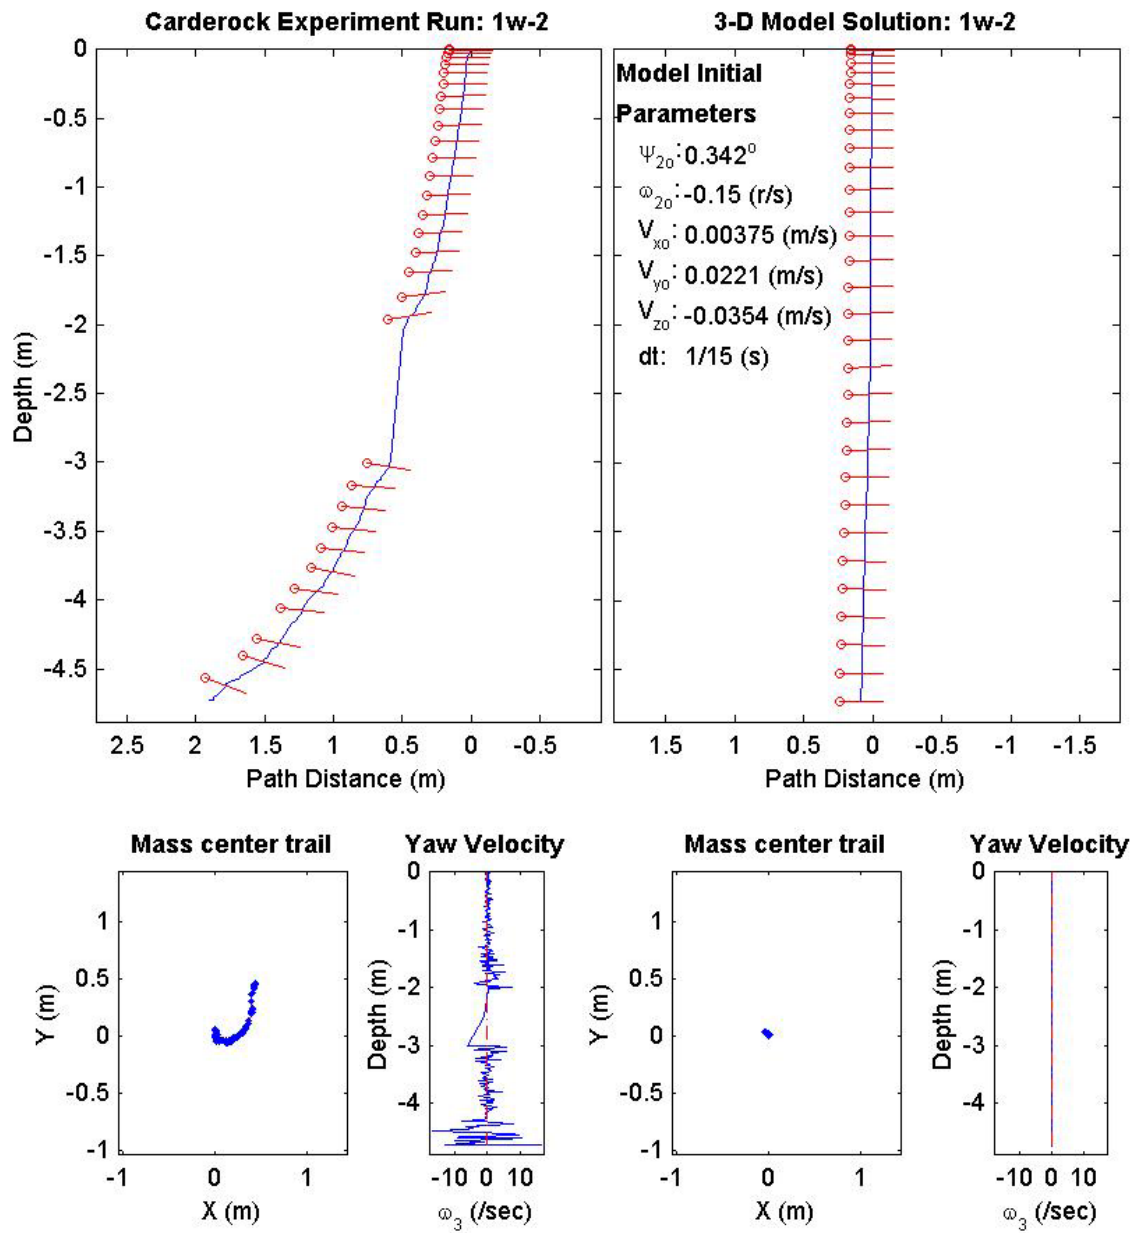 Carderock Experiment Run: 1w-2
0
-0.5
-1
-1.5
-2
-2.5
-3
-3.5
-4
-4.5
Depth (m)
2.5 2 1.5 1 0.5 0 -0.5
Path Distance (m)
3-D Model Solution: 1w-2
Model Initial
Parameters
Ψ2o: 0.342o
ω2o: -0.15 (r/s)
Vxo: 0.00375 (m/s)
Vyo: 0.0221 (m/s)
Vzo: -0.0354 (m/s)
dt: 1/15 (s)
1.5 1 0.5 0 -0.5 -1 -1.5
Path Distance (m)
Mass center trail
1
0.5
0
-0.5
-1
Y (m)
-1 0 1
X (m)
Yaw Velocity
0
-1
-2
-3
-4
Depth (m)
-10 0 10
ω3 (/sec)
Mass center trail
1
0.5
0
-0.5
-1
Y (m)
-1 0 1
X (m)
Yaw Velocity
0
-1
-2
-3
-4
Depth (m)
-10 0 10
ω3 (/sec)